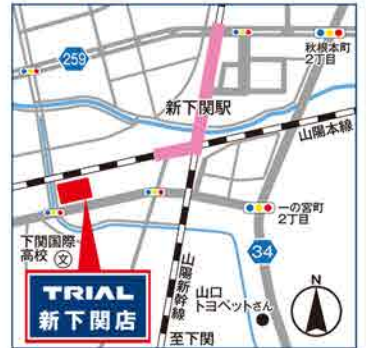 259
秋根本町
2丁目
新下関駅
山陽本線
一の宮町
2丁目
下関国際
高校 文
34
TRIAL
新下関店
山陽新幹線
山口
トヨペットさん
至下関
N